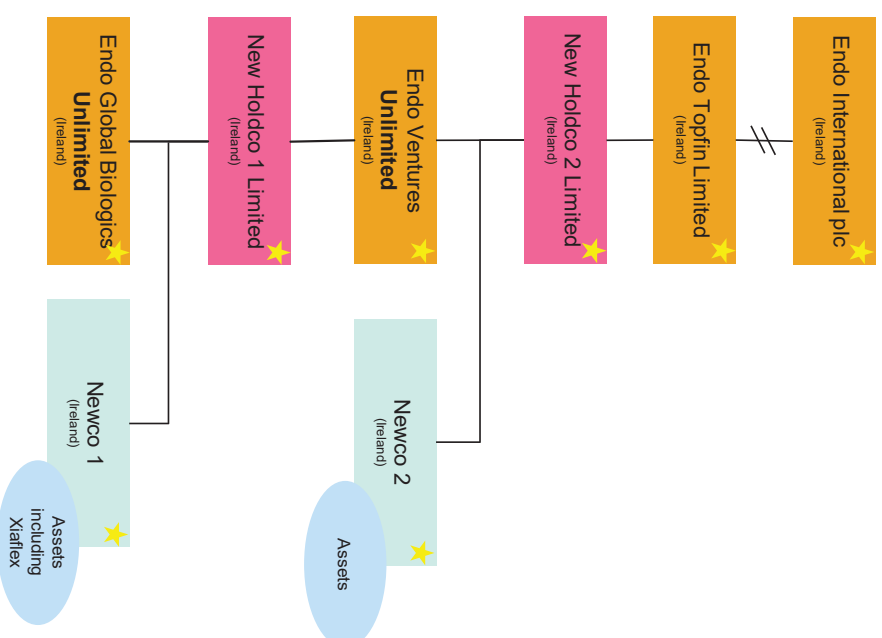 Endo International plc
(Ireland)
Endo Topfin Limited
(Ireland)
New Holdco 2 Limited
(Ireland)
Endo Ventures
Unlimited
(Ireland)
Newco 2
(Ireland)
Assets
New Holdco 1 Limited
(Ireland)
Endo Global Biologics
Unlimited
(Ireland)
Newco 1
(Ireland)
Assets
including
Xiaflex